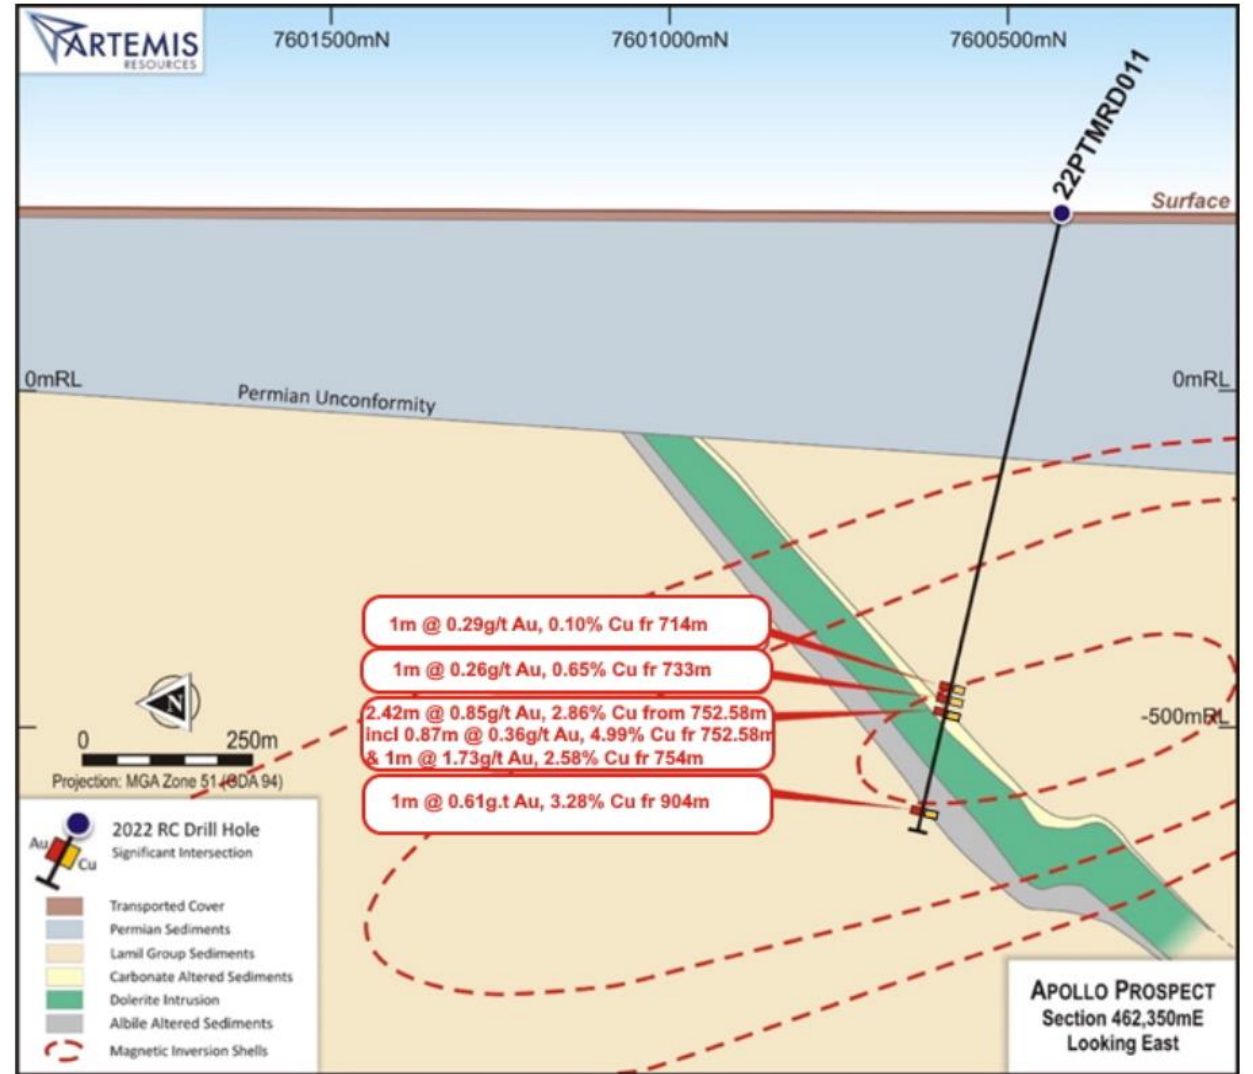 ARTEMIS
RESOURCES
7601500mN
7601000mN
7600500mN
22PTMRD011
Surface
0mRL
0mRL
Permian Unconformity
1m @ 0.29g/t Au, 0.10% Cu fr 714m
1m @ 0.26g/t Au, 0.65% Cu fr 733m
2.42m @ 0.85g/t Au, 2.86% Cu from 752.58m
incl 0.87m @ 0.36g/t Au, 4.99% Cu fr 752.58m
& 1m @ 1.73g/t Au, 2.58% Cu fr 754m
1m @ 0.61g.t Au, 3.28% Cu fr 904m
-500mRL
N
0
250m
Projection: MGA Zone 51 (GDA 94)
Au
Cu
2022 RC Drill Hole
Significant Intersection
Transported Cover
Permian Sediments
Lamil Group Sediments
Carbonate Altered Sediments
Dolerite Intrusion
Albile Altered Sediments
Magnetic Inversion Shells
APOLLO PROSPECT
Section 462,350mE
Looking East